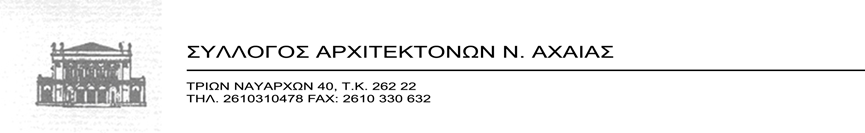 ΣΥΛΛΟΓΟΣ ΑΡΧΙΤΕΚΤΟΝΩΝ Ν. ΑΧΑΙΑΣ
ΤΡΙΩΝ ΝΑΥΑΡΧΩΝ 40, Τ.Κ. 262 22
ΤΗΛ. 2610310478 FAX: 2610 330 632